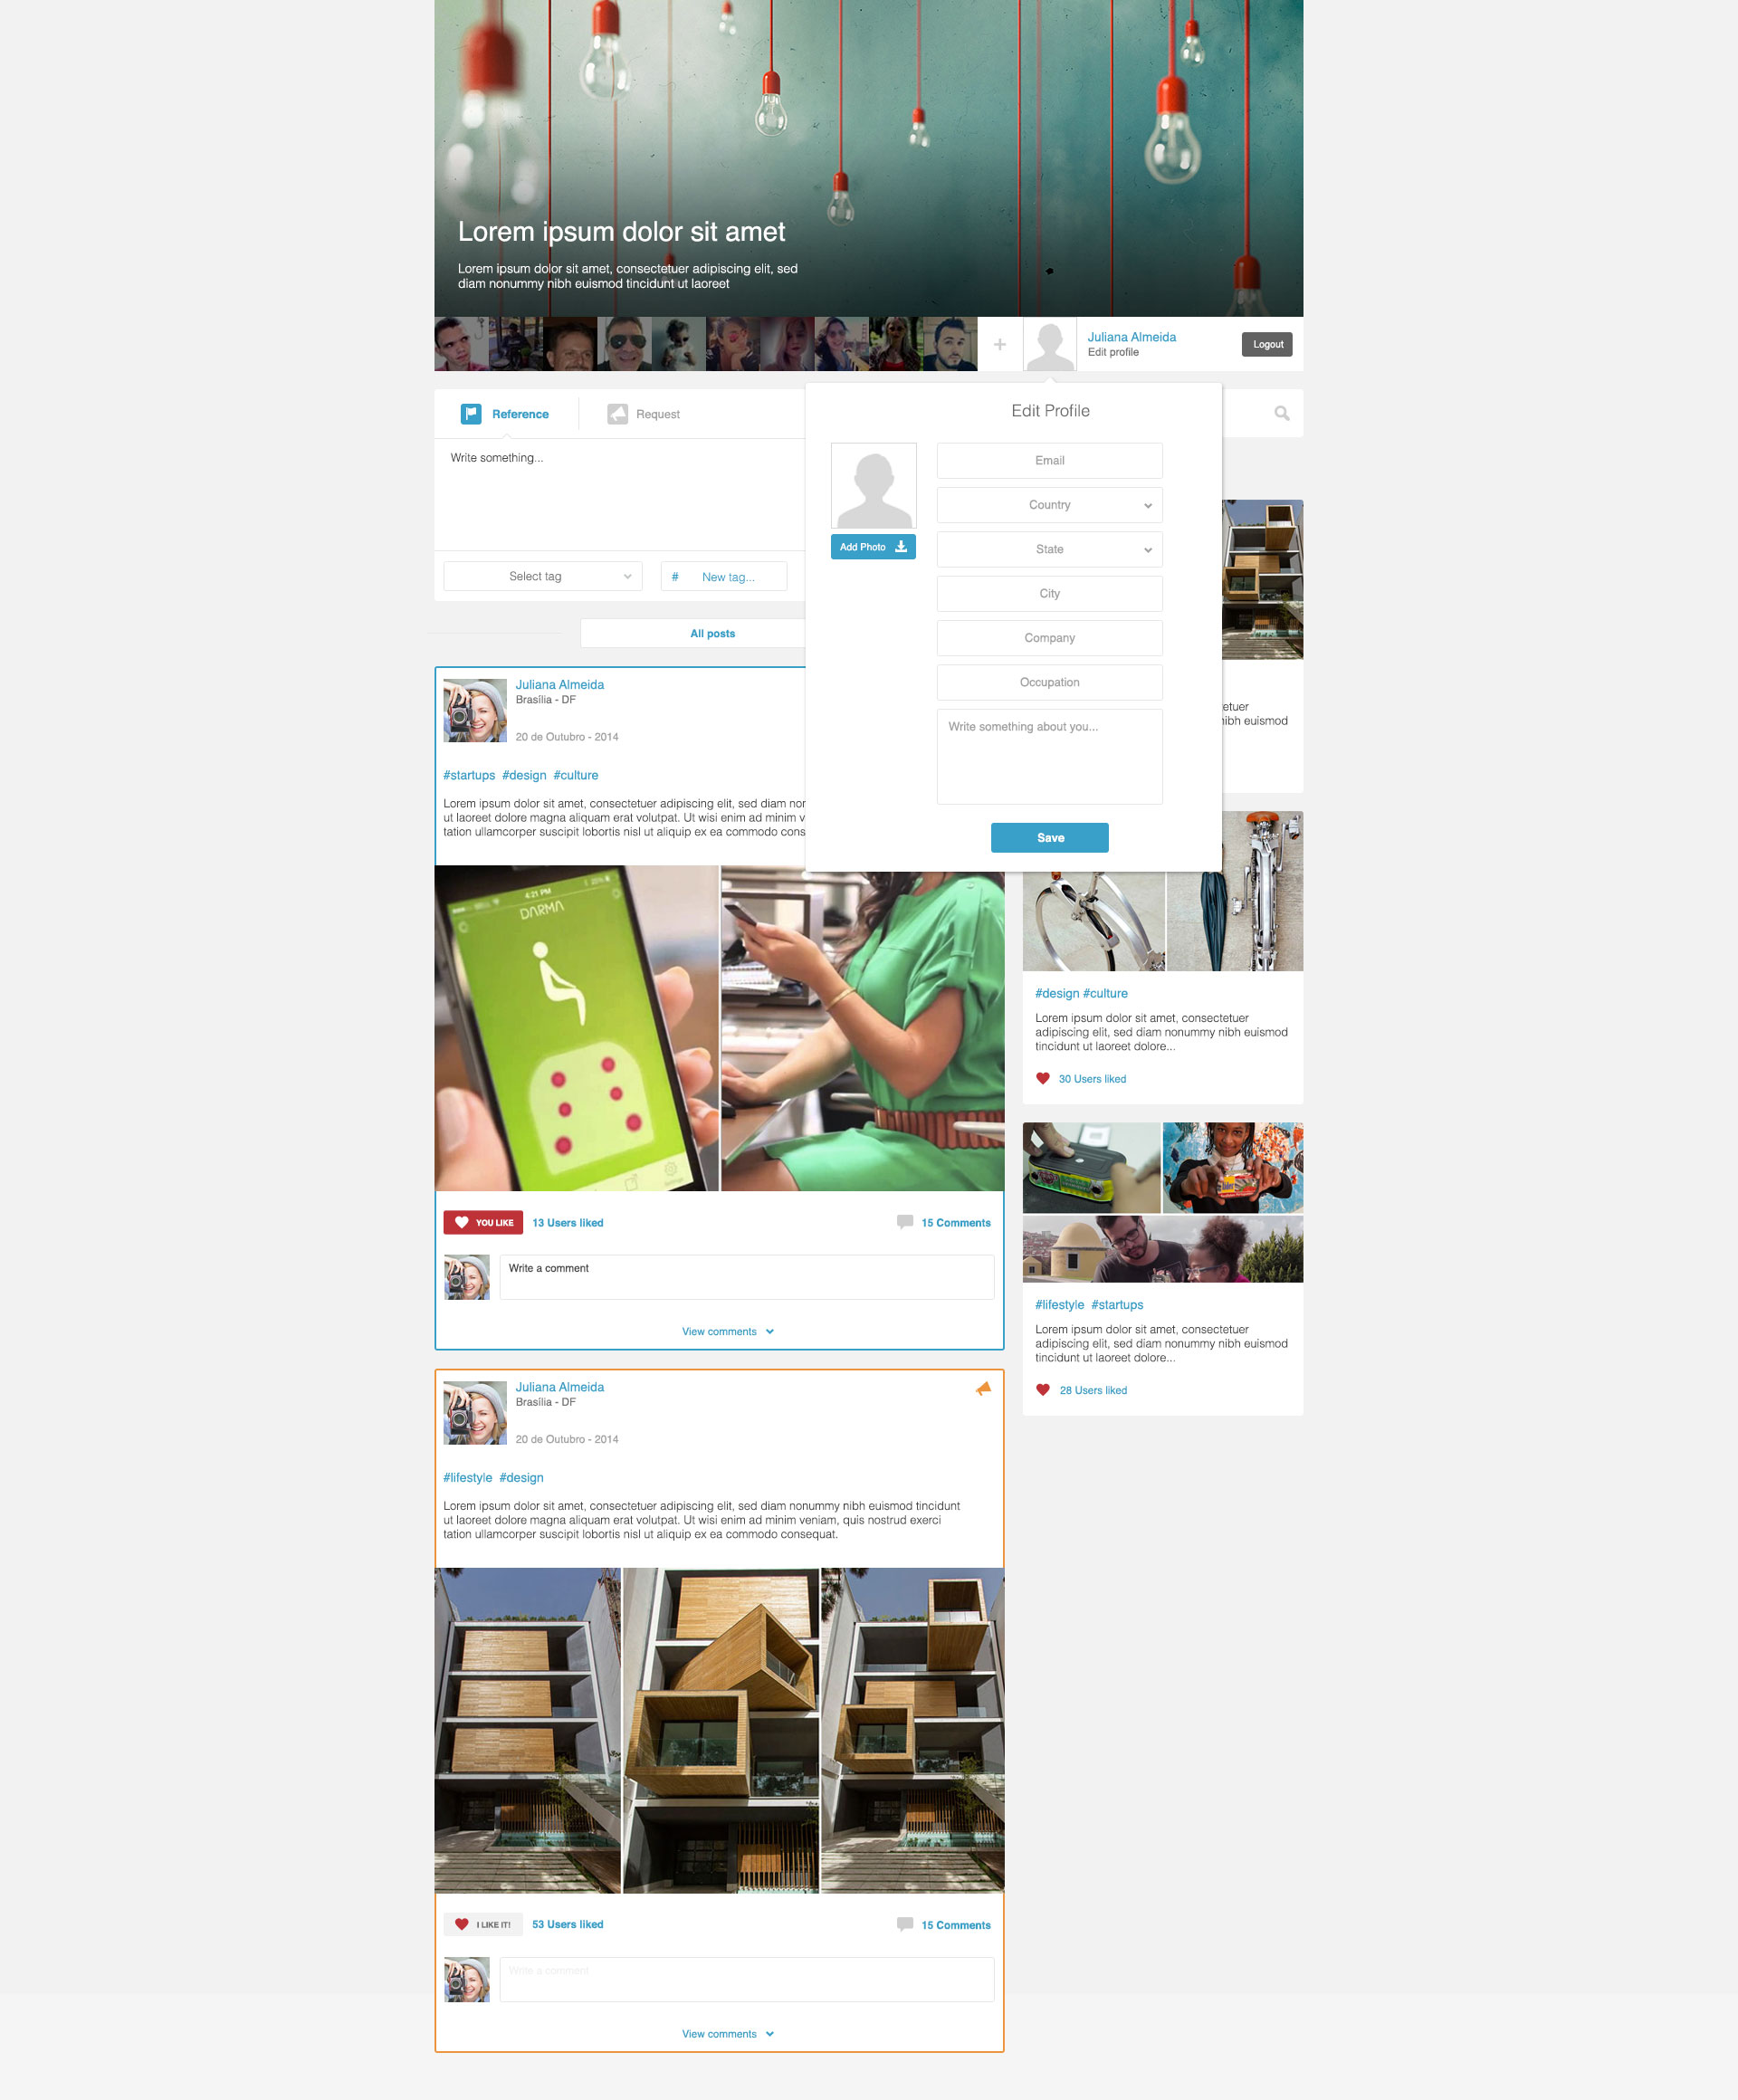 Lorem ipsum dolor sit amet
Lorem ipsum dolor sit amet, consectetuer adipiscing elit, sed
diam nonummy nibh euismod tincidunt ut laoreet
Juliana Almeida
Edit profile
Logout
Reference
Request
Write something...
Select tag
# New tag...
All posts
Edit Profile
Add Photo
Email
Country
State
City
Company
Occupation
Write something about you...
Save
Juliana Almeida
Brasília - DF
20 de Outubro - 2014
#startups #design #culture
Lorem ipsum dolor sit amet, consectetuer adipiscing elit, sed diam nor
ut laoreet dolore magna aliquam erat volutpat. Ut wisi enim ad minim v
tation ullamcorper suscipit lobortis nisl ut aliquip ex ea commodo cons
4:21 PM
DARMA
YOU LIKE
13 Users liked
15 Comments
Write a comment
View comments
Juliana Almeida
Brasília - DF
20 de Outubro - 2014
#lifestyle #design
Lorem ipsum dolor sit amet, consectetuer adipiscing elit, sed diam nonummy nibh euismod tincidunt
ut laoreet dolore magna aliquam erat volutpat. Ut wisi enim ad minim veniam, quis nostrud exerci
tation ullamcorper suscipit lobortis nisl ut aliquip ex ea commodo consequat.
I LIKE IT!
53 Users liked
15 Comments
Write a comment
View comments
etuer
nibh euismod
#design #culture
Lorem ipsum dolor sit amet, consectetuer
adipiscing elit, sed diam nonummy nibh euismod
tincidunt ut laoreet dolore...
30 Users liked
#lifestyle #startups
Lorem ipsum dolor sit amet, consectetuer
adipiscing elit, sed diam nonummy nibh euismod
tincidunt ut laoreet dolore...
28 Users liked